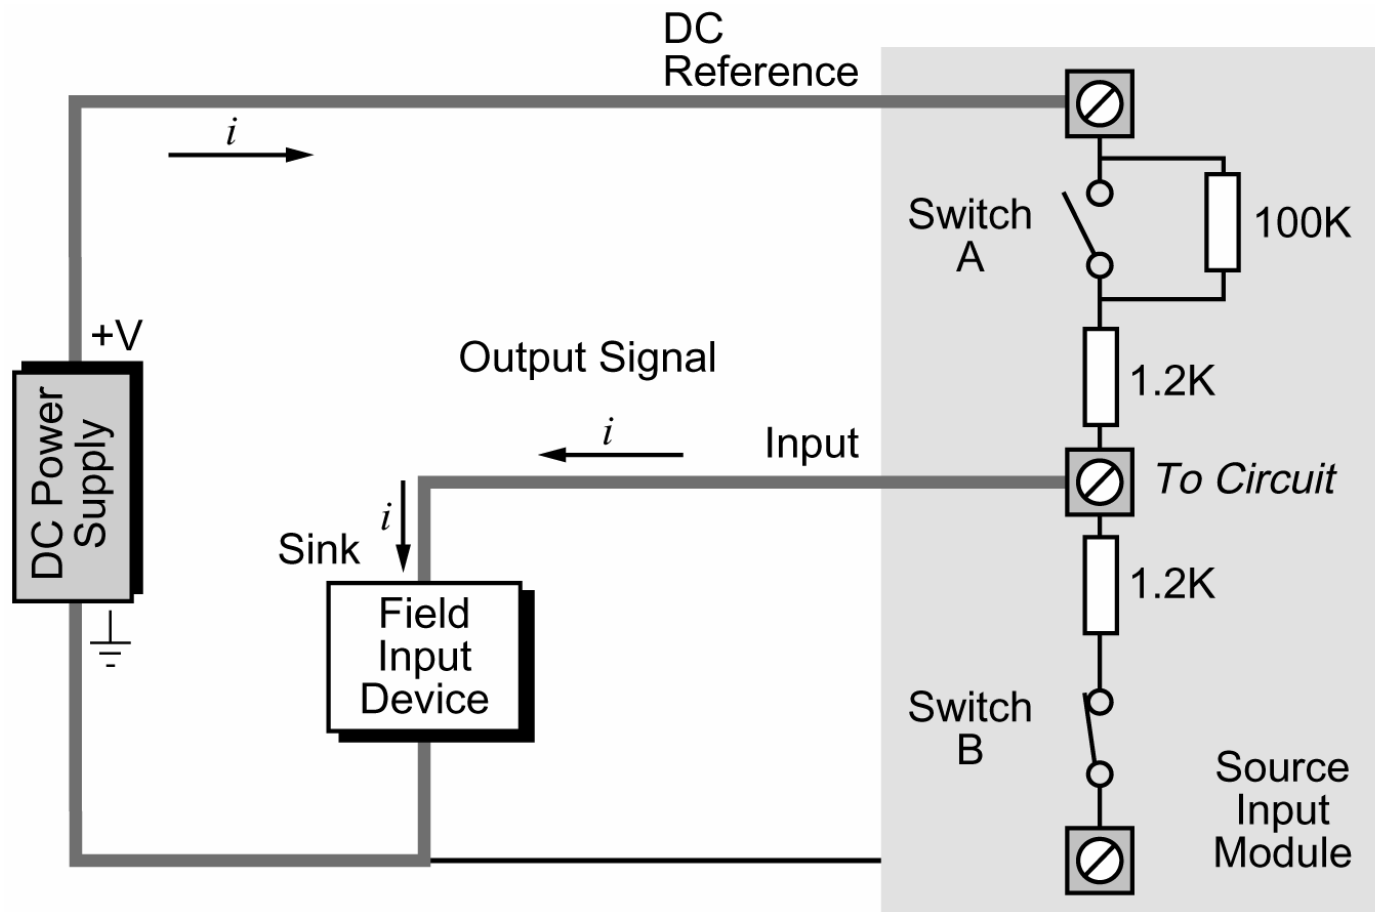 DC
Reference
i
Switch
A
100K
+V
Output Signal
1.2K
i
Input
To Circuit
DC Power
Supply
i
Sink
Field
Input
Device
1.2K
Switch
B
Source
Input
Module